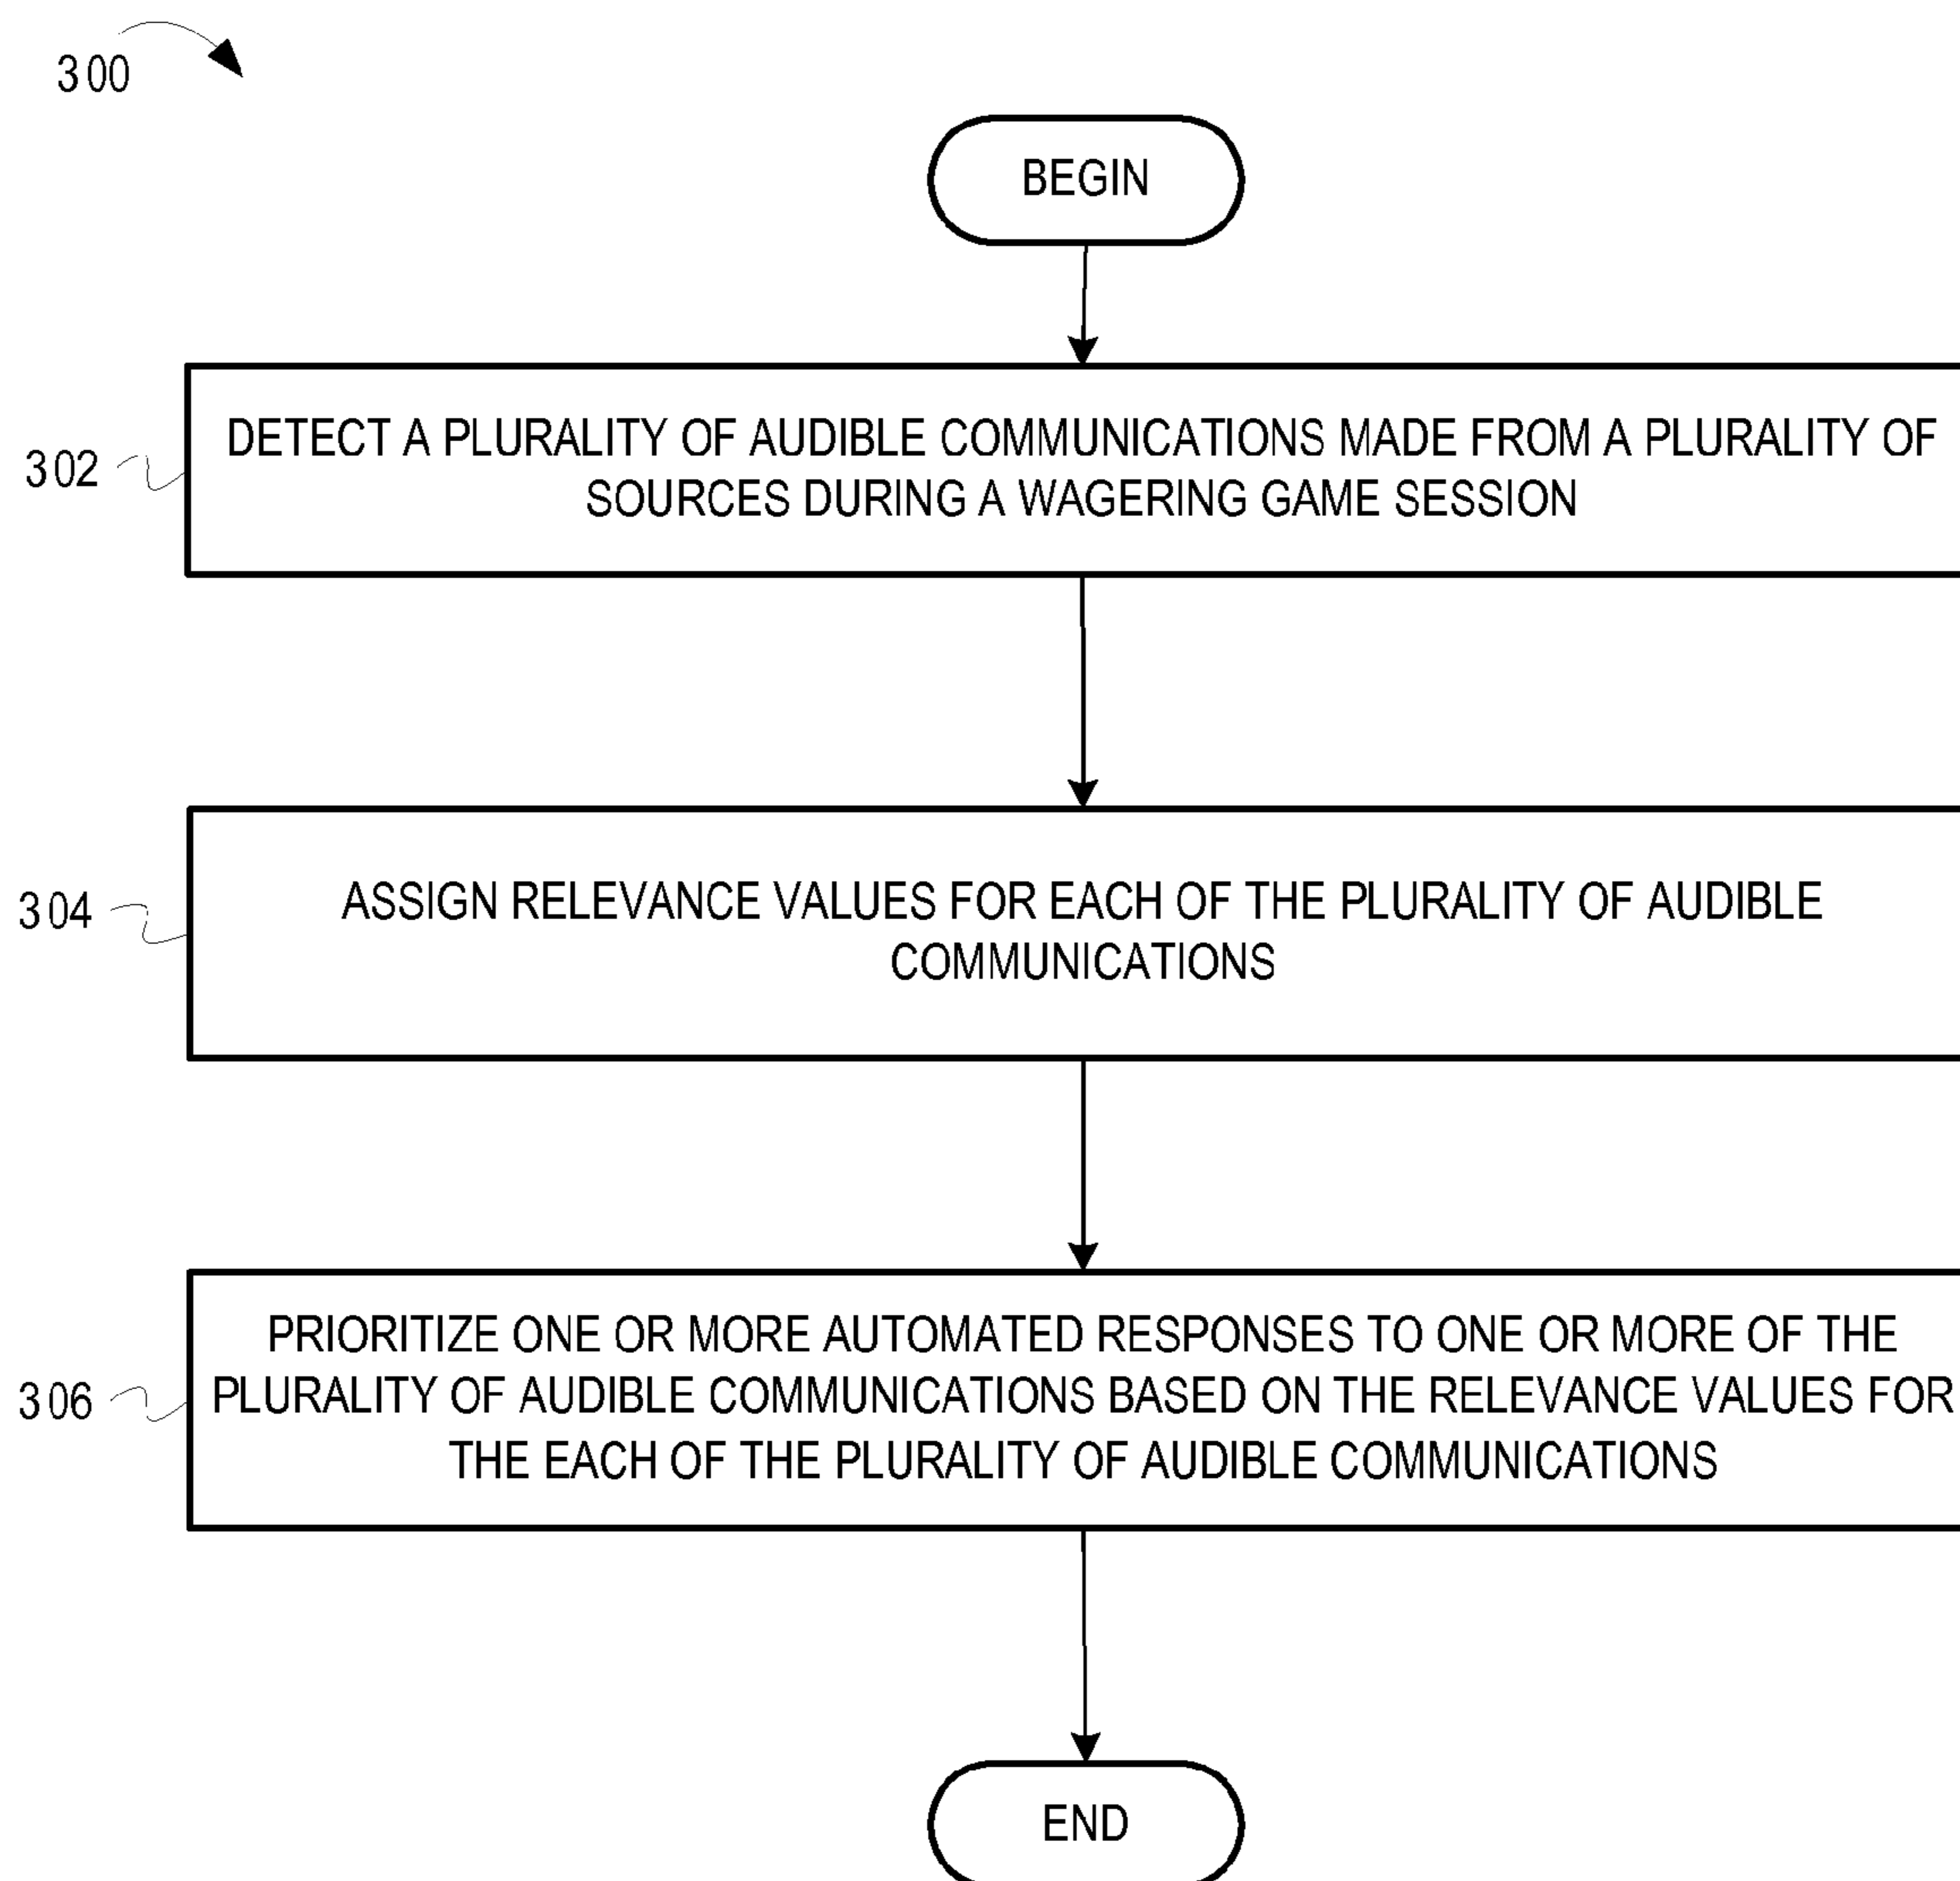 300
BEGIN
302
DETECT A PLURALITY OF AUDIBLE COMMUNICATIONS MADE FROM A PLURALITY OF
SOURCES DURING A WAGERING GAME SESSION
304
ASSIGN RELEVANCE VALUES FOR EACH OF THE PLURALITY OF AUDIBLE
COMMUNICATIONS
306
PRIORITIZE ONE OR MORE AUTOMATED RESPONSES TO ONE OR MORE OF THE
PLURALITY OF AUDIBLE COMMUNICATIONS BASED ON THE RELEVANCE VALUES FOR
THE EACH OF THE PLURALITY OF AUDIBLE COMMUNICATIONS
END